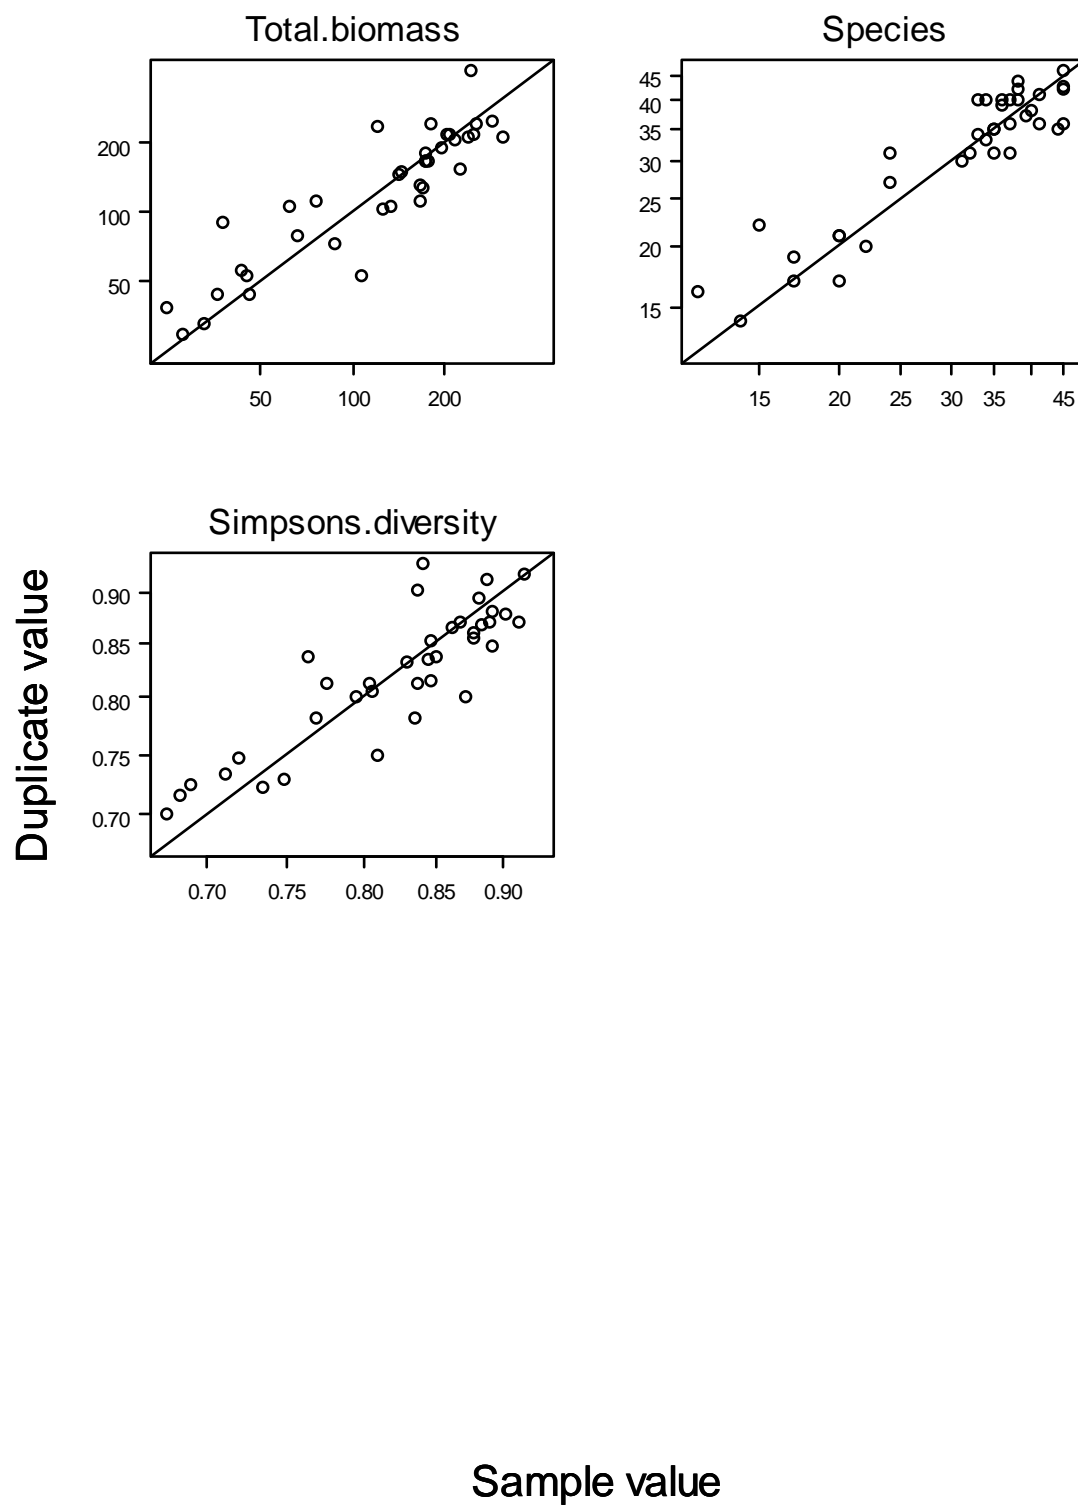 Total.biomass
200
100
50
50 100 200
Species
45
40
35
30
25
20
15
15 20 25 30 35 45
Simpsons.diversity
0.90
0.85
0.80
0.75
0.70
0.70 0.75 0.80 0.85 0.90
Duplicate value
Sample value